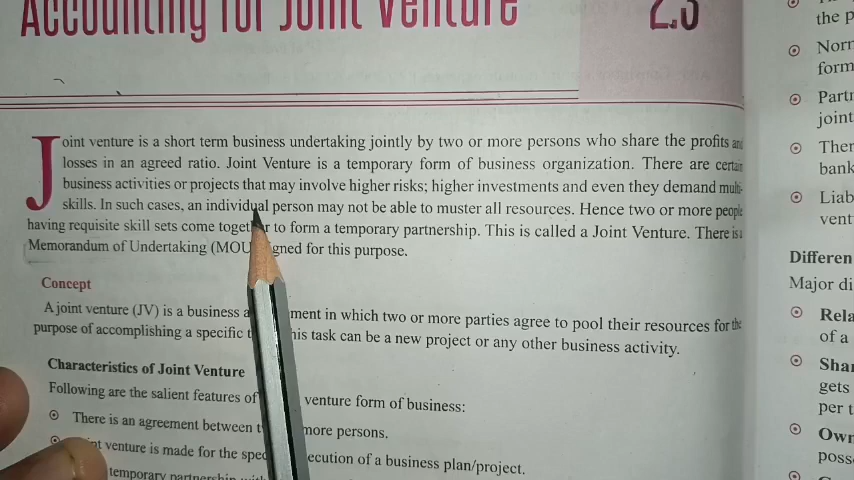 Accounting for Joint Venture
2.3
Joint venture is a short term business undertaking jointly by two or more persons who share the profits and
losses in an agreed ratio. Joint Venture is a temporary form of business organization. There are certain
business activities or projects that may involve higher risks; higher investments and even they demand multi-
skills. In such cases, an individual person may not be able to muster all resources. Hence two or more people
having requisite skill sets come together to form a temporary partnership. This is called a Joint Venture. There is a
Memorandum of Undertaking (MOU gned for this purpose.
Concept
A joint venture (JV) is a business a ment in which two or more parties agree to pool their resources for the
purpose of accomplishing a specific t his task can be a new project or any other business activity.
Characteristics of Joint Venture
Following are the salient features of venture form of business:
There is an agreement between t more persons.
nt venture is made for the spec ecution of a business plan/project.
temporary partnership
the p
form
Part
joint
Ther
bank
Liab
vent
Differen
Major di
Rela
of a
Shar
gets
per t
Own
poss